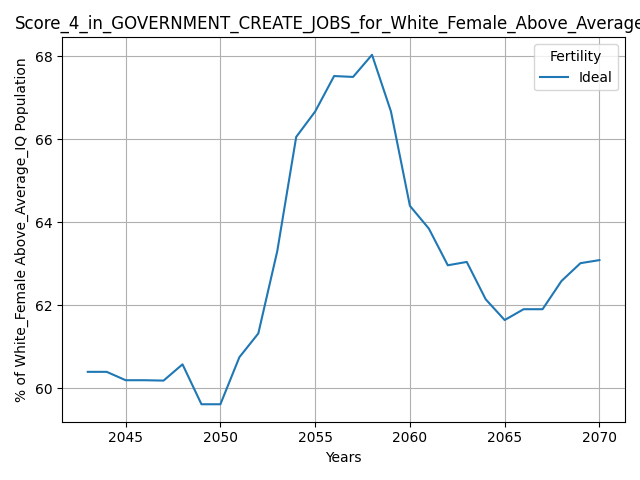 Score_4_in_GOVERNMENT_CREATE_JOBS_for_White_Female_Above_Average
68
66
64
62
60
% of White_Female Above_Average_IQ Population
Fertility
Ideal
2045 2050 2055 2060 2065 2070
Years